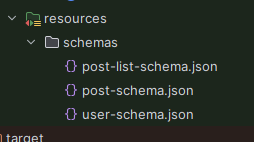 resources
schemas
post-list-schema.json
post-schema.json
user-schema.json
target